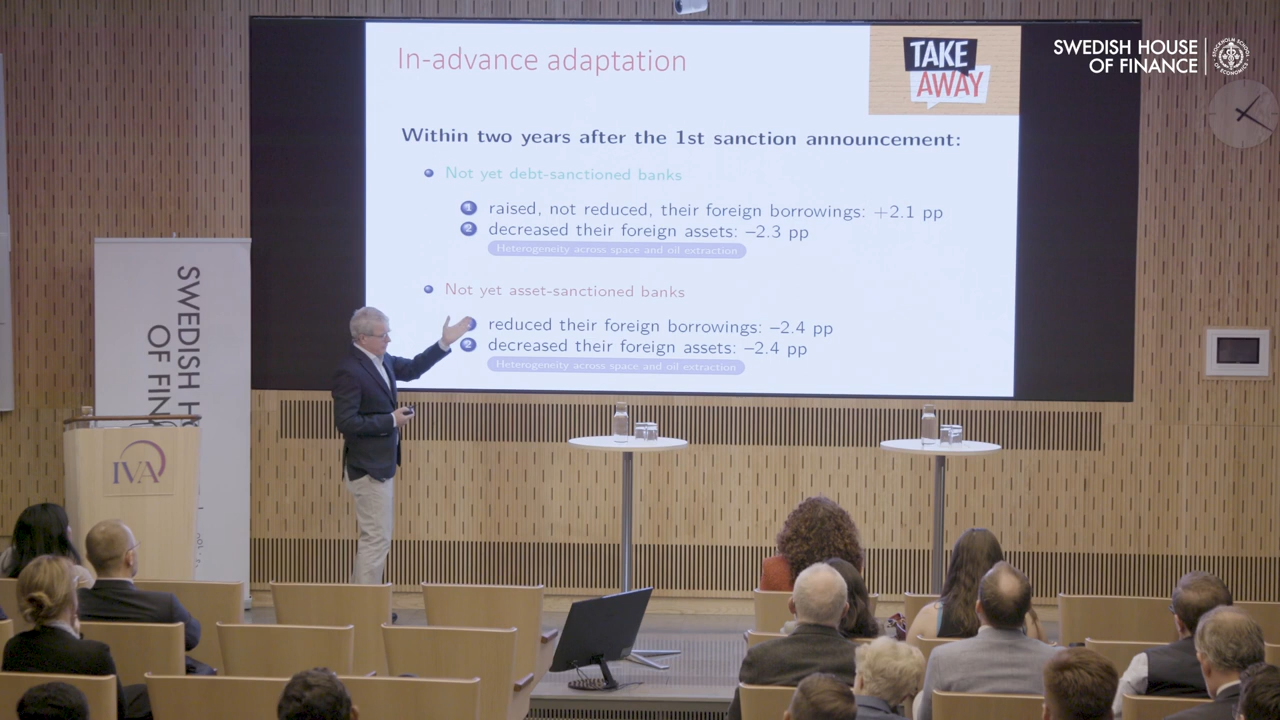 In-advance adaptation
TAKE
AWAY
SWEDISH HOUSE
OF FINANCE
Within two years after the 1st sanction announcement:
Not yet debt-sanctioned banks
1 raised, not reduced, their foreign borrowings: +2.1 pp
2 decreased their foreign assets: –2.3 pp
Heterogeneity across space and oil extraction
Not yet asset-sanctioned banks
reduced their foreign borrowings: –2.4 pp
2 decreased their foreign assets: –2.4 pp
Heterogeneity across space and oil extraction
SWEDISH H
OF FIN
IVA